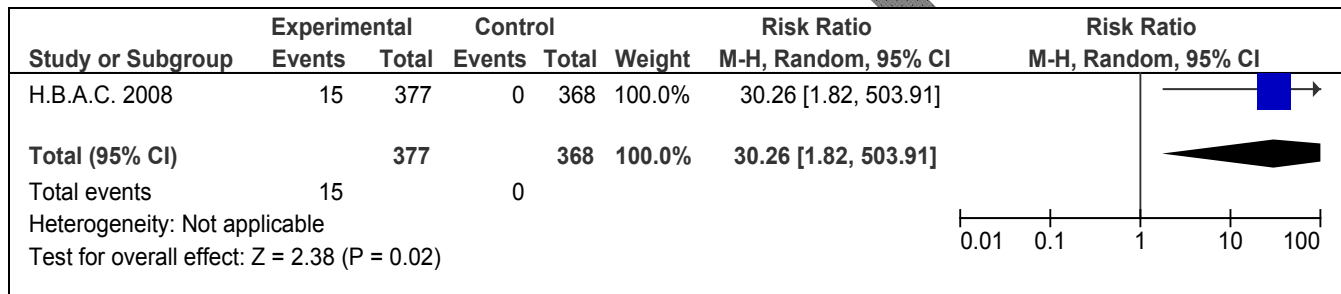 Experimental Control Risk Ratio Risk Ratio
Study or Subgroup Events Total Events Total Weight M-H, Random, 95% CI M-H, Random, 95% CI
H.B.A.C. 2008 15 377 0 368 100.0% 30.26 [1.82, 503.91]
Total (95% CI) 377 368 100.0% 30.26 [1.82, 503.91]
Total events 15 0
Heterogeneity: Not applicable
0.01 0.1 1 10 100
Test for overall effect: Z = 2.38 (P = 0.02)